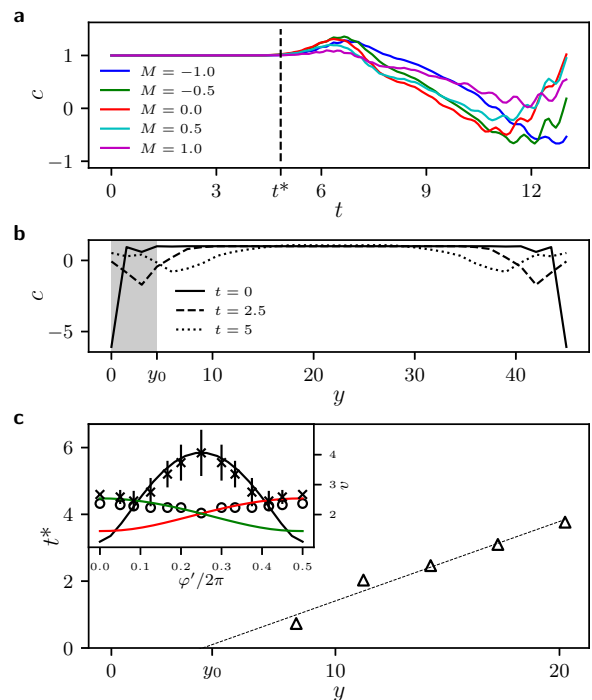 a
1
0
−1
c
M = −1.0
M = −0.5
M = 0.0
M = 0.5
M = 1.0
0
3
t*
6
9
12
t
b
0
−5
c
t = 0
t = 2.5
t = 5
0
y₀
10
20
30
40
y
c
6
4
2
0
t*
4
3
2
v
0.0
0.1
0.2
0.3
0.4
0.5
φ′/2π
0
y₀
10
20
y